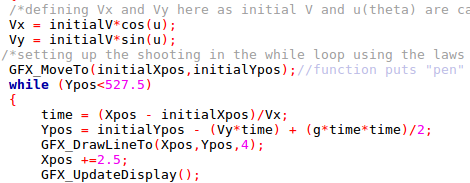 /*defining Vx and Vy here as initial V and u(theta) are ca
Vx = initialV*cos(u);
Vy = initialV*sin(u);
/*setting up the shooting in the while loop using the laws
GFX_MoveTo(initialXpos,initialYpos);//function puts "pen"
while (Ypos<527.5)
{
time = (Xpos - initialXpos)/Vx;
Ypos = initialYpos - (Vy*time) + (g*time*time)/2;
GFX_DrawLineTo(Xpos,Ypos,4);
Xpos +=2.5;
GFX_UpdateDisplay();